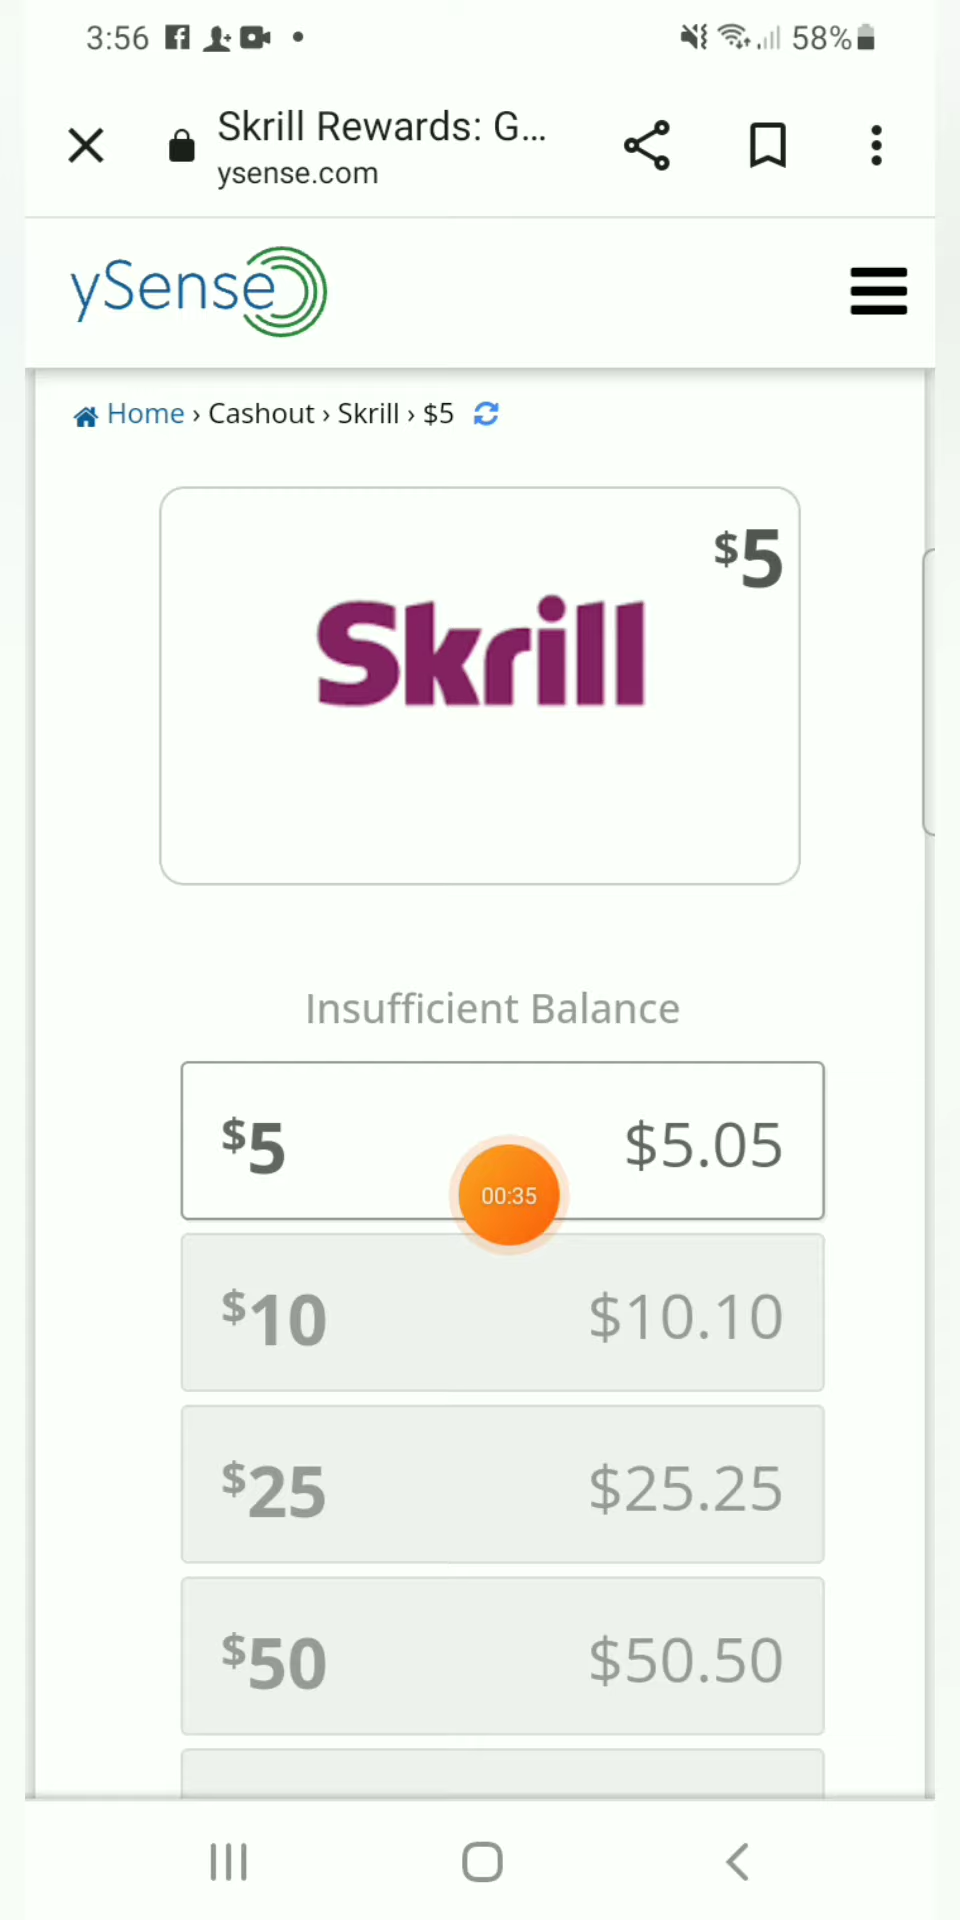 3:56
58%
Skrill Rewards: G...
ysense.com
ySense
Home › Cashout › Skrill › $5
$5
Skrill
Insufficient Balance
$5 $5.05
00:35
$10 $10.10
$25 $25.25
$50 $50.50